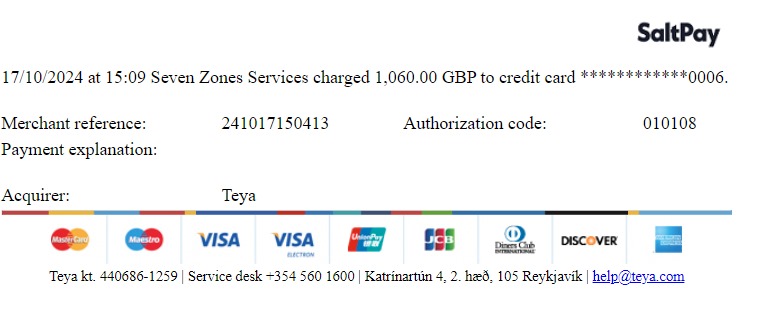 SaltPay
17/10/2024 at 15:09 Seven Zones Services charged 1,060.00 GBP to credit card ************0006.
Merchant reference: 241017150413 Authorization code: 010108
Payment explanation:
Acquirer: Teya
MasterCard Maestro VISA VISA ELECTRON UnionPay 银联 JCB Diners Club INTERNATIONAL DISCOVER AMERICAN EXPRESS
Teya kt. 440686-1259 | Service desk +354 560 1600 | Katrínartún 4, 2. hæð, 105 Reykjavík | help@teya.com